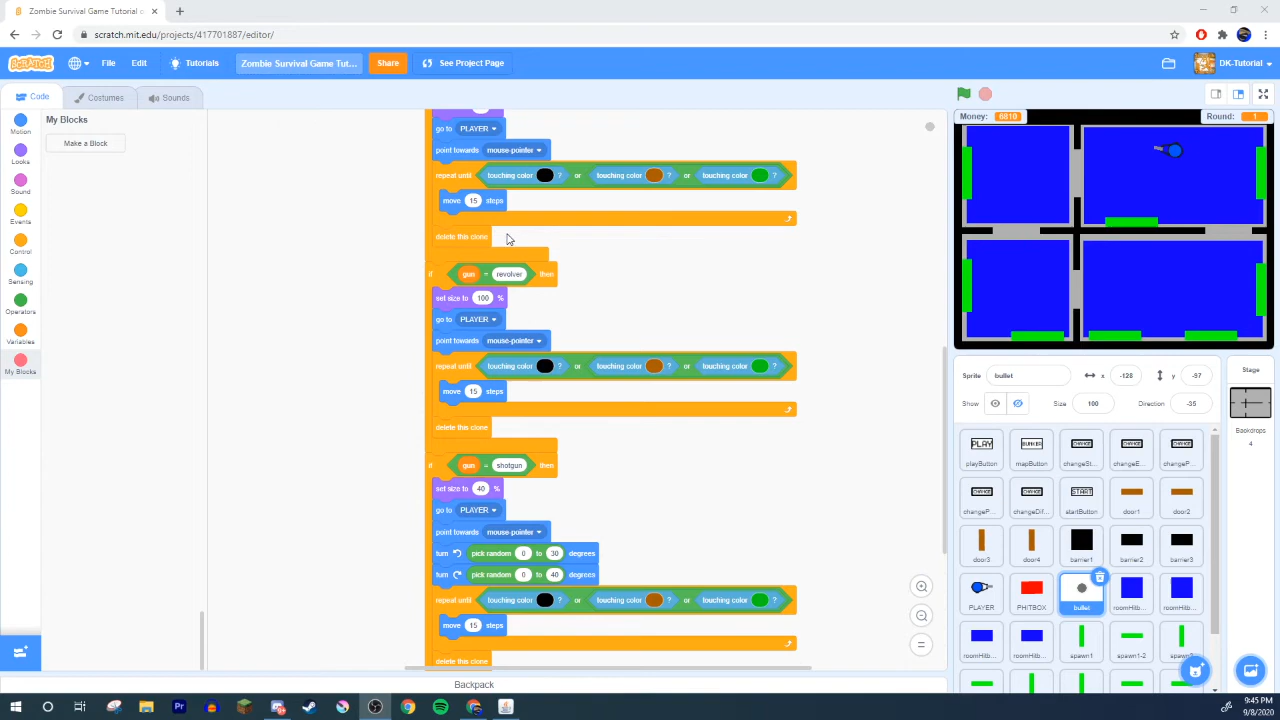 Zombie Survival Game Tutorial o
scratch.mit.edu/projects/417701887/editor/
SCRATCH
File
Edit
Tutorials
Zombie Survival Game Tut...
Share
See Project Page
DK-Tutorial
Code
Costumes
Sounds
Motion
Looks
Sound
Events
Control
Sensing
Operators
Variables
My Blocks
My Blocks
Make a Block
go to PLAYER
point towards mouse-pointer
repeat until touching color ? or touching color ? or touching color ?
move 15 steps
delete this clone
if gun = revolver then
set size to 100 %
go to PLAYER
point towards mouse-pointer
repeat until touching color ? or touching color ? or touching color ?
move 15 steps
delete this clone
if gun = shotgun then
set size to 40 %
go to PLAYER
point towards mouse-pointer
turn pick random 0 to 30 degrees
turn pick random 0 to 40 degrees
repeat until touching color ? or touching color ? or touching color ?
move 15 steps
delete this clone
Backpack
Money: 6810
Round: 1
Sprite bullet x -128 y -97
Show Size 100 Direction -35
Stage
Backdrops
4
PLAY
BUNKER
CHANGE
CHANGE
CHANGE
playButton
mapButton
changeSt...
changeE...
changeP...
CHANGE
CHANGE
START
changeP...
changeDif...
startButton
door1
door2
door3
door4
barrier1
barrier2
barrier3
PLAYER
PHITBOX
bullet
roomHitb...
roomHitb...
roomHitb...
roomHitb...
spawn1
spawn1-2
9:45 PM
9/8/2020